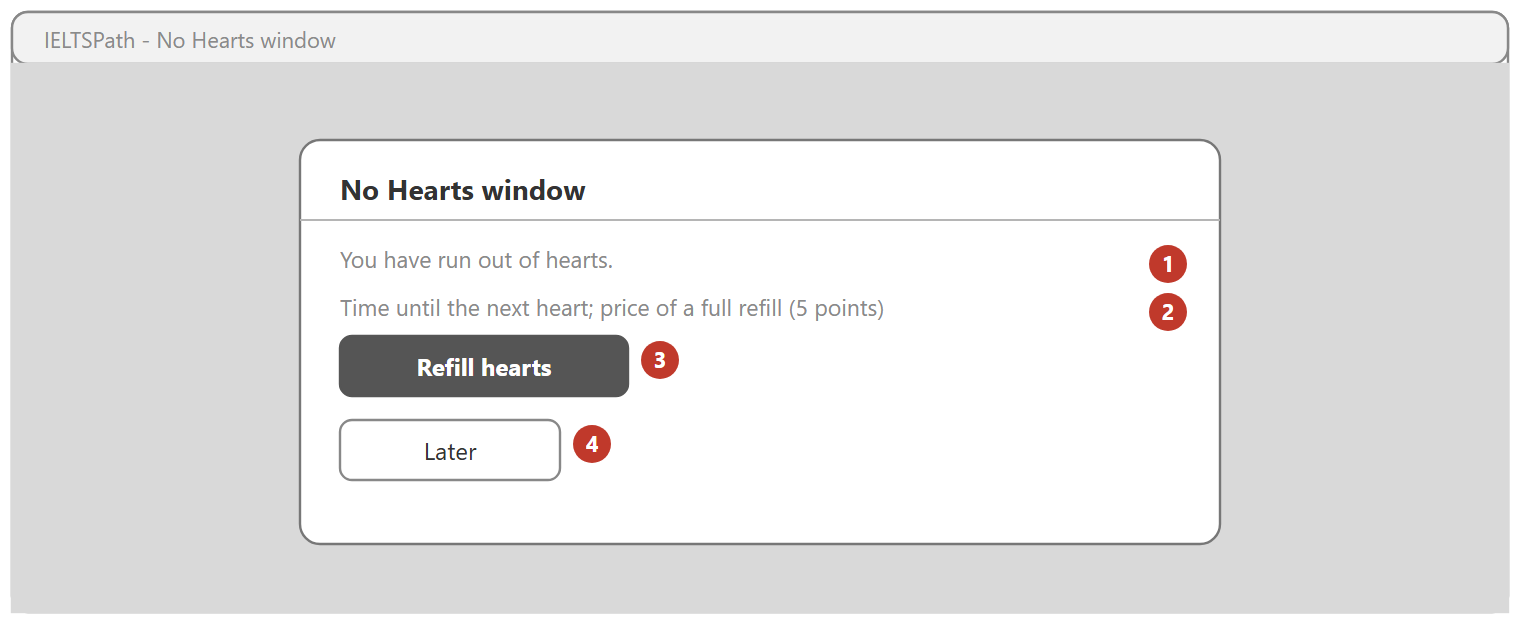 IELTSPath - No Hearts window
No Hearts window
You have run out of hearts.
1
Time until the next heart; price of a full refill (5 points)
2
Refill hearts
3
Later
4